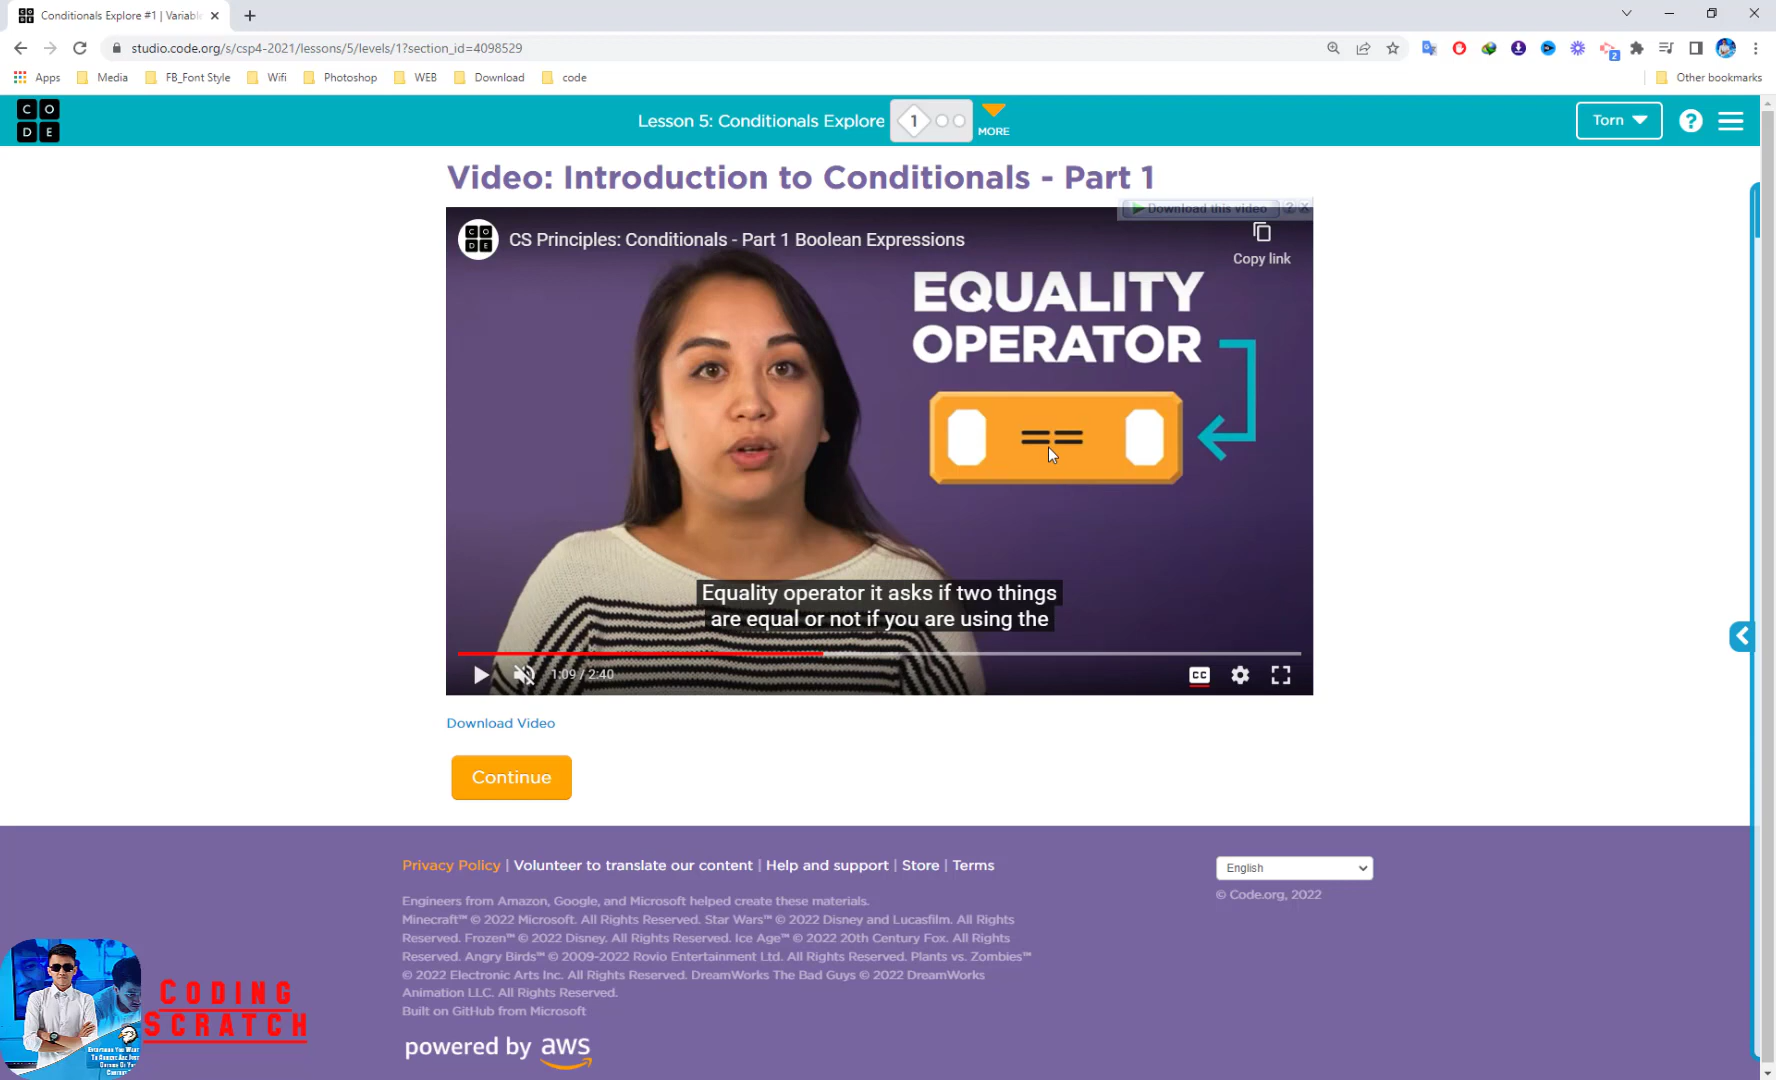 Conditionals Explore #1 | Variabl
studio.code.org/s/csp4-2021/lessons/5/levels/1?section_id=4098529
2
Apps Media FB_Font Style Wifi Photoshop WEB Download code Other bookmarks
CODE Lesson 5: Conditionals Explore 1 MORE Torn ?
Video: Introduction to Conditionals - Part 1
Download this video ? X
CODE CS Principles: Conditionals - Part 1 Boolean Expressions
Copy link
EQUALITY
OPERATOR
==
Equality operator it asks if two things
are equal or not if you are using the
1:09 / 2:40 CC
Download Video
Continue
Privacy Policy | Volunteer to translate our content | Help and support | Store | Terms
English
© Code.org, 2022
Engineers from Amazon, Google, and Microsoft helped create these materials.
Minecraft™ © 2022 Microsoft. All Rights Reserved. Star Wars™ © 2022 Disney and Lucasfilm. All Rights
Reserved. Frozen™ © 2022 Disney. All Rights Reserved. Ice Age™ © 2022 20th Century Fox. All Rights
Reserved. Angry Birds™ © 2009-2022 Rovio Entertainment Ltd. All Rights Reserved. Plants vs. Zombies™
© 2022 Electronic Arts Inc. All Rights Reserved. DreamWorks The Bad Guys © 2022 DreamWorks
Animation LLC. All Rights Reserved.
Built on GitHub from Microsoft
powered by aws
CODING
SCRATCH